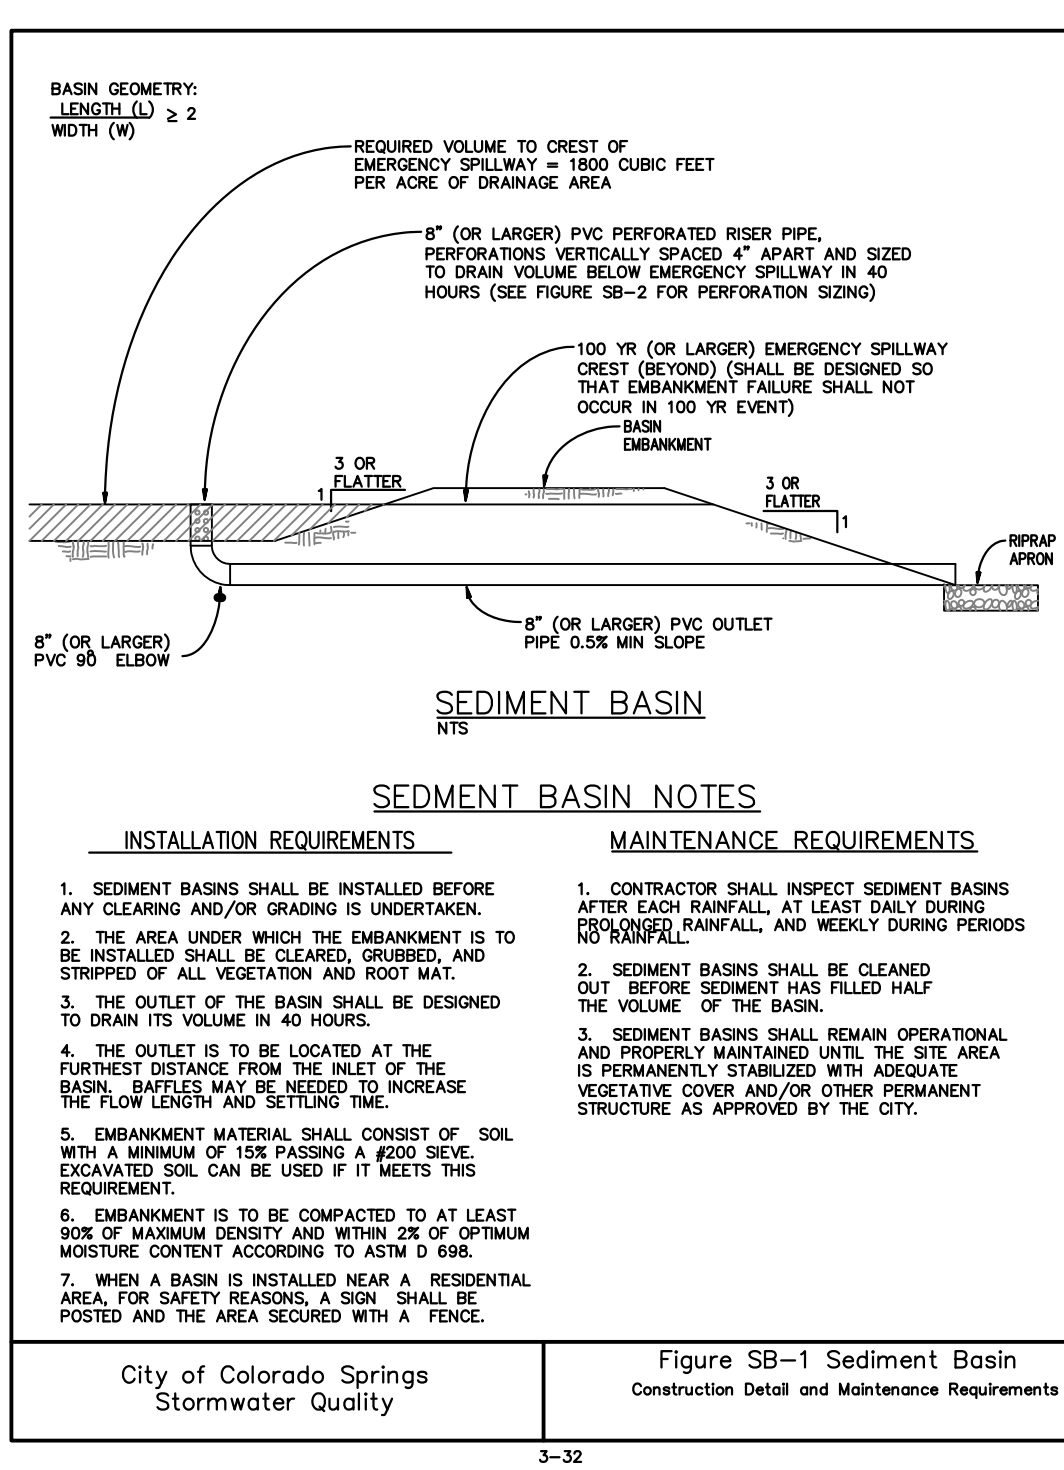 BASIN GEOMETRY:
LENGTH (L)
WIDTH (W)
≥ 2
REQUIRED VOLUME TO CREST OF
EMERGENCY SPILLWAY = 1800 CUBIC FEET
PER ACRE OF DRAINAGE AREA
8" (OR LARGER) PVC PERFORATED RISER PIPE,
PERFORATIONS VERTICALLY SPACED 4" APART AND SIZED
TO DRAIN VOLUME BELOW EMERGENCY SPILLWAY IN 40
HOURS (SEE FIGURE SB-2 FOR PERFORATION SIZING)
100 YR (OR LARGER) EMERGENCY SPILLWAY
CREST (BEYOND) (SHALL BE DESIGNED SO
THAT EMBANKMENT FAILURE SHALL NOT
OCCUR IN 100 YR EVENT)
BASIN
EMBANKMENT
3 OR
FLATTER
1
3 OR
FLATTER
1
RIPRAP
APRON
8" (OR LARGER)
PVC 90° ELBOW
8" (OR LARGER) PVC OUTLET
PIPE 0.5% MIN SLOPE
SEDIMENT BASIN
NTS
SEDMENT BASIN NOTES
INSTALLATION REQUIREMENTS
1. SEDIMENT BASINS SHALL BE INSTALLED BEFORE
ANY CLEARING AND/OR GRADING IS UNDERTAKEN.
2. THE AREA UNDER WHICH THE EMBANKMENT IS TO
BE INSTALLED SHALL BE CLEARED, GRUBBED, AND
STRIPPED OF ALL VEGETATION AND ROOT MAT.
3. THE OUTLET OF THE BASIN SHALL BE DESIGNED
TO DRAIN ITS VOLUME IN 40 HOURS.
4. THE OUTLET IS TO BE LOCATED AT THE
FURTHEST DISTANCE FROM THE INLET OF THE
BASIN. BAFFLES MAY BE NEEDED TO INCREASE
THE FLOW LENGTH AND SETTLING TIME.
5. EMBANKMENT MATERIAL SHALL CONSIST OF SOIL
WITH A MINIMUM OF 15% PASSING A #200 SIEVE.
EXCAVATED SOIL CAN BE USED IF IT MEETS THIS
REQUIREMENT.
6. EMBANKMENT IS TO BE COMPACTED TO AT LEAST
90% OF MAXIMUM DENSITY AND WITHIN 2% OF OPTIMUM
MOISTURE CONTENT ACCORDING TO ASTM D 698.
7. WHEN A BASIN IS INSTALLED NEAR A RESIDENTIAL
AREA, FOR SAFETY REASONS, A SIGN SHALL BE
POSTED AND THE AREA SECURED WITH A FENCE.
MAINTENANCE REQUIREMENTS
1. CONTRACTOR SHALL INSPECT SEDIMENT BASINS
AFTER EACH RAINFALL, AT LEAST DAILY DURING
PROLONGED RAINFALL, AND WEEKLY DURING PERIODS
NO RAINFALL.
2. SEDIMENT BASINS SHALL BE CLEANED
OUT BEFORE SEDIMENT HAS FILLED HALF
THE VOLUME OF THE BASIN.
3. SEDIMENT BASINS SHALL REMAIN OPERATIONAL
AND PROPERLY MAINTAINED UNTIL THE SITE AREA
IS PERMANENTLY STABILIZED WITH ADEQUATE
VEGETATIVE COVER AND/OR OTHER PERMANENT
STRUCTURE AS APPROVED BY THE CITY.
City of Colorado Springs
Stormwater Quality
Figure SB-1 Sediment Basin
Construction Detail and Maintenance Requirements
3-32